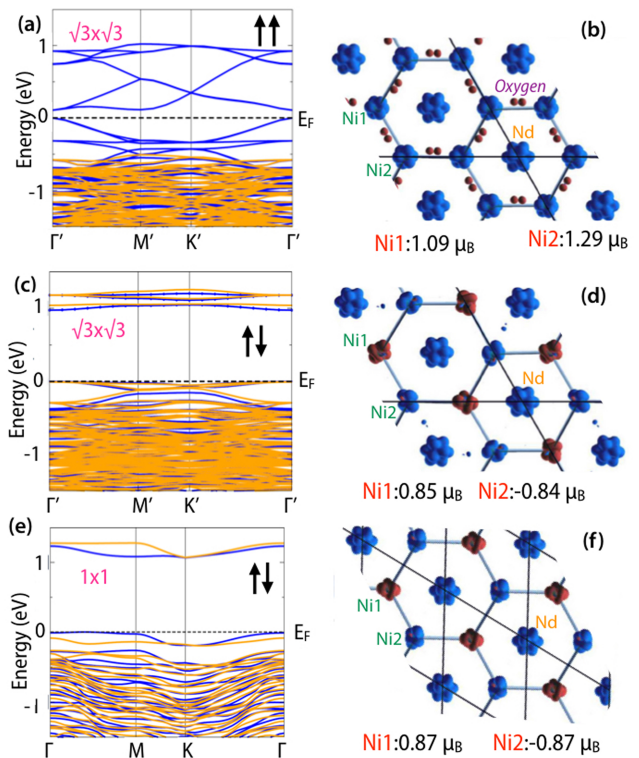 (a)
√3x√3
↑↑
Energy (eV)
1
0
-1
E_F
Γ′ M′ K′ Γ′
(b)
Oxygen
Ni1
Nd
Ni2
Ni1:1.09 μ_B Ni2:1.29 μ_B
(c)
√3x√3
↑↓
Energy (eV)
1
0
-1
E_F
Γ′ M′ K′ Γ′
(d)
Ni1
Nd
Ni2
Ni1:0.85 μ_B Ni2:-0.84 μ_B
(e)
1x1
↑↓
Energy (eV)
1
0
-1
E_F
Γ M K Γ
(f)
Ni1
Nd
Ni2
Ni1:0.87 μ_B Ni2:-0.87 μ_B